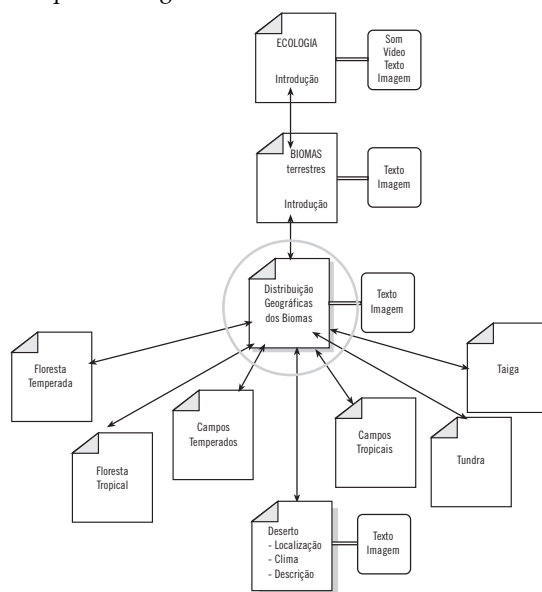 ECOLOGIA
Introdução
Som
Vídeo
Texto
Imagem
BIOMAS
terrestres
Introdução
Texto
Imagem
Distribuição
Geográficas
dos Biomas
Texto
Imagem
Floresta
Temperada
Taiga
Campos
Temperados
Campos
Tropicais
Floresta
Tropical
Tundra
Deserto
- Localização
- Clima
- Descrição
Texto
Imagem